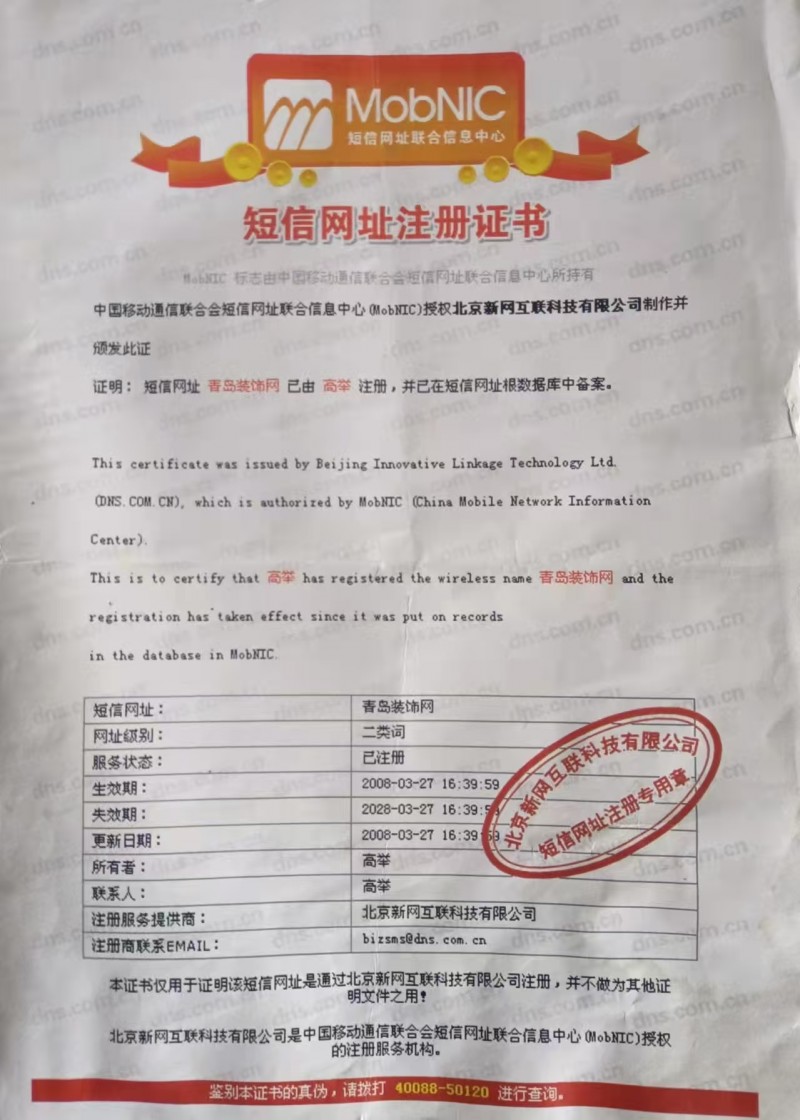 MobNIC
短信网址联合信息中心
短信网址注册证书
MobNIC 标志由中国移动通信联合会短信网址联合信息中心所持有
中国移动通信联合会短信网址联合信息中心(MobNIC)授权北京新网互联科技有限公司制作并
颁发此证
证明： 短信网址 青岛装饰网 已由 高举 注册，并已在短信网址根数据库中备案。
This certificate was issued by Beijing Innovative Linkage Technology Ltd.
(DNS.COM.CN), which is authorized by MobNIC (China Mobile Network Information
Center).
This is to certify that 高举 has registered the wireless name 青岛装饰网 and the
registration has taken effect since it was put on records
in the database in MobNIC.
短信网址： 青岛装饰网
网址级别： 二类词
服务状态： 已注册
生效期： 2008-03-27 16:39:59
失效期： 2028-03-27 16:39:59
更新日期： 2008-03-27 16:39:59
所有者： 高举
联系人： 高举
注册服务提供商： 北京新网互联科技有限公司
注册商联系EMAIL： bizsms@dns.com.cn
北京新网互联科技有限公司
短信网址注册专用章
本证书仅用于证明该短信网址是通过北京新网互联科技有限公司注册，并不做为其他证
明文件之用！
北京新网互联科技有限公司是中国移动通信联合会短信网址联合信息中心(MobNIC)授权
的注册服务机构。
鉴别本证书的真伪，请拨打 40088-50120 进行查询。